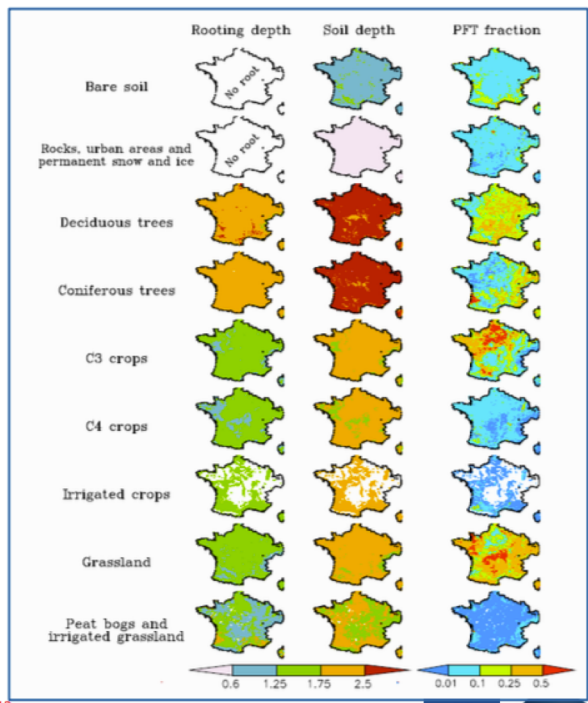 Rooting depth Soil depth PFT fraction
Bare soil No root
Rocks, urban areas and
permanent snow and ice No root
Deciduous trees
Coniferous trees
C3 crops
C4 crops
Irrigated crops
Grassland
Peat bogs and
irrigated grassland
0.6 1.25 1.75 2.5 0.01 0.1 0.25 0.5